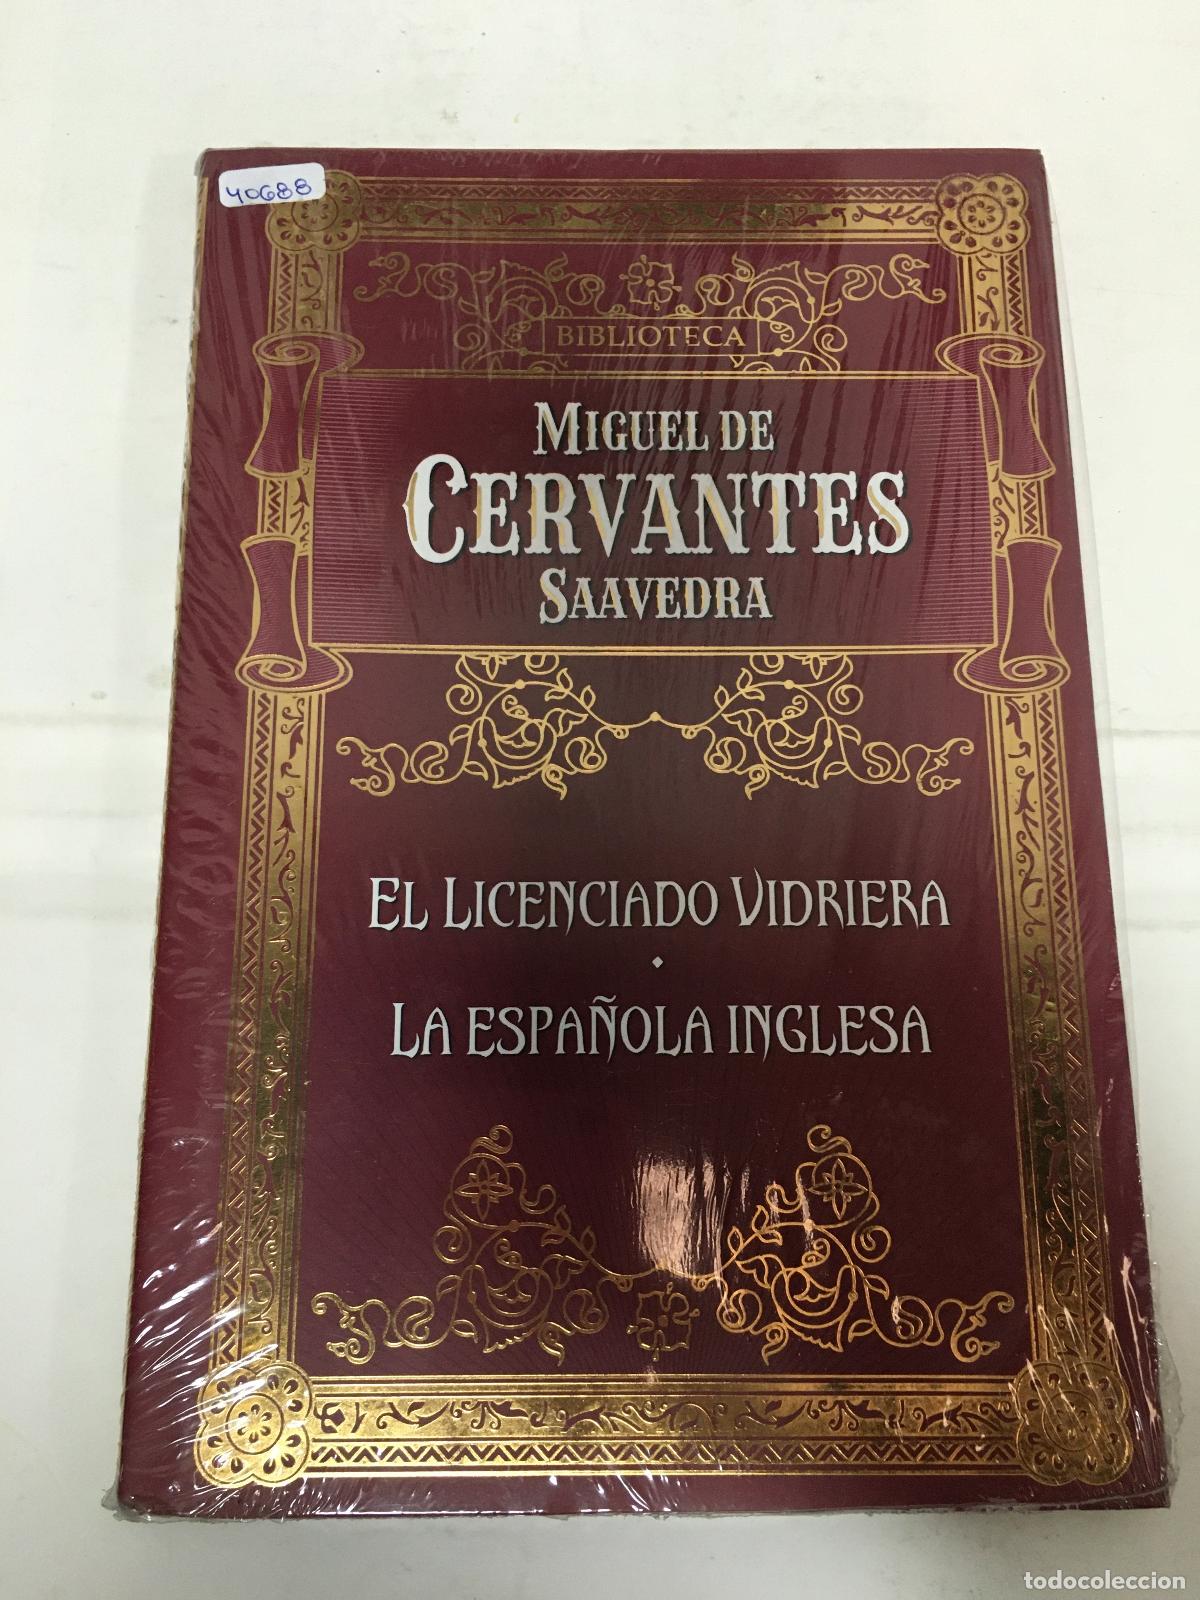 40688
BIBLIOTECA
MIGUEL DE
CERVANTES
SAAVEDRA
EL LICENCIADO VIDRIERA
LA ESPAÑOLA INGLESA
todocoleccion